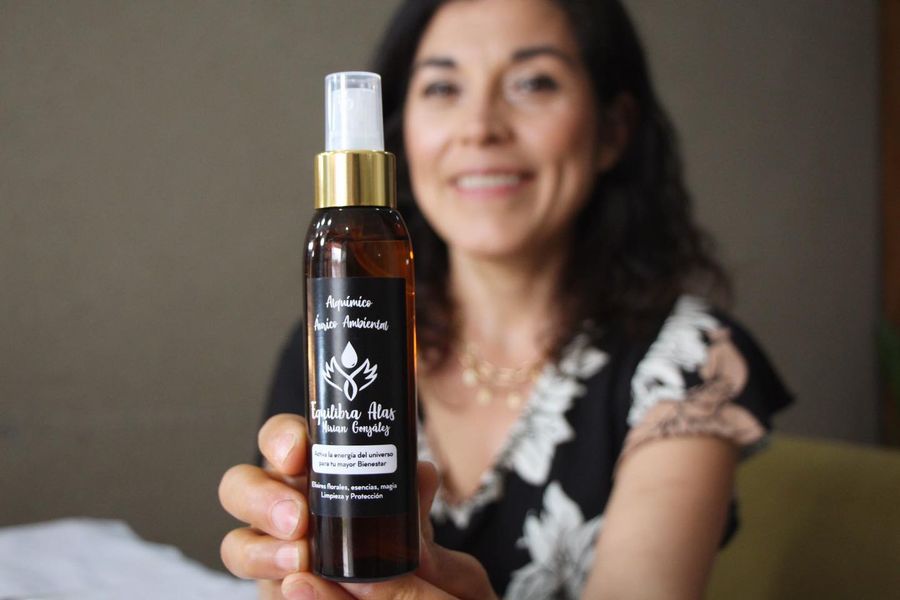 Alquímico
Áurico Ambiental
Equilibra Alas
Mirian González
Activa la energía del universo
para tu mayor Bienestar
Elixires florales, esencias, magia
Limpieza y Protección